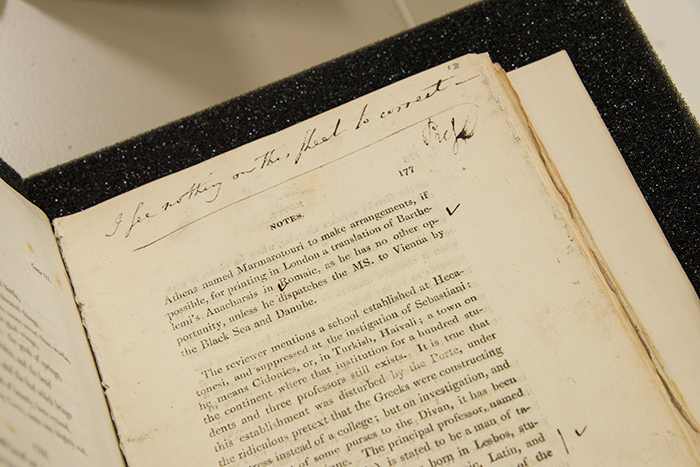 13
I see nothing on this sheet to correct —
177
NOTES.
Athens named Marmarotouri to make arrangements, if
possible, for printing in London a translation of Barthe-
lemi's Anacharsis in Romaic, as he has no other op-
portunity, unless he dispatches the MS. to Vienna by
the Black Sea and Danube.
The reviewer mentions a school established at Heca-
tonesi, and suppressed at the instigation of Sebastiani:
he means Cidonies, or, in Turkish, Haivali; a town on
the continent where that institution for a hundred stu-
dents and three professors still exists. It is true that
this establishment was disturbed by the Porte, under
the ridiculous pretext that the Greeks were constructing
ress instead of a college; but on investigation, and
of some purses to the Divan, it has been
nue. The principal professor, named
) is stated to be a man of ta-
born in Lesbos, stu-
in, Latin, and
of the